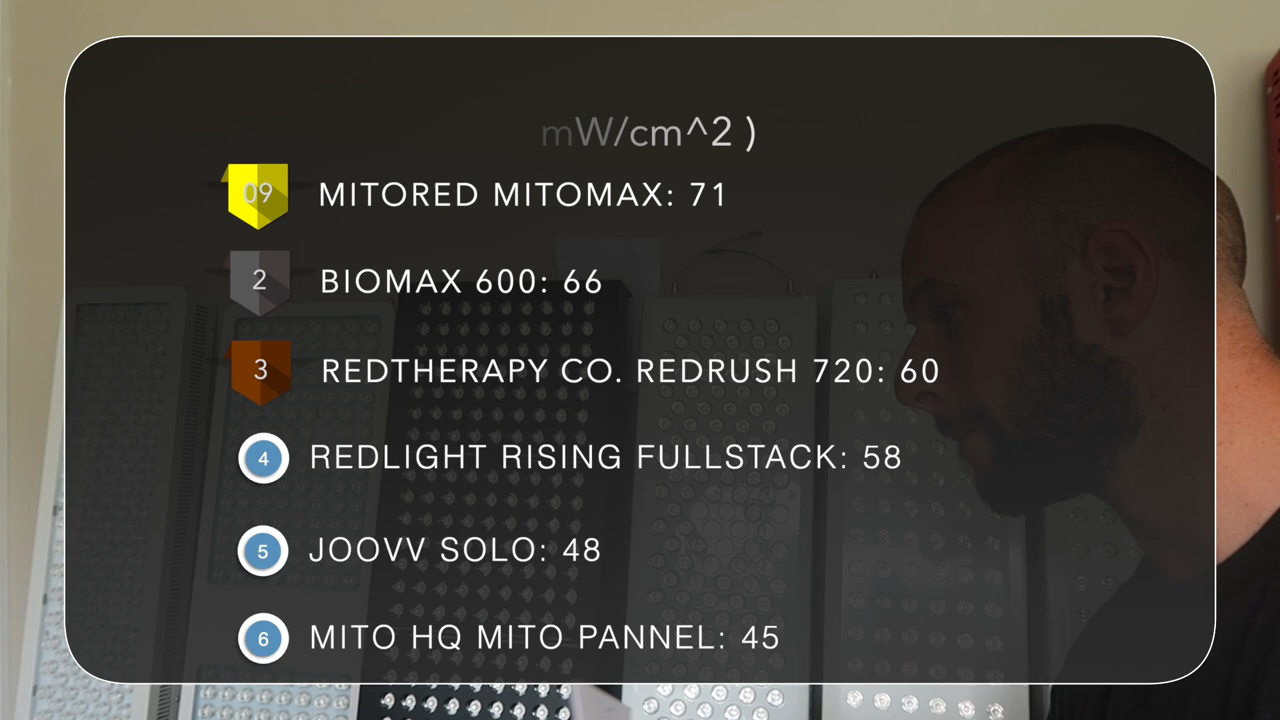 mW/cm^2 )
09 MITORED MITOMAX: 71
2 BIOMAX 600: 66
3 REDTHERAPY CO. REDRUSH 720: 60
4 REDLIGHT RISING FULLSTACK: 58
5 JOOVV SOLO: 48
6 MITO HQ MITO PANNEL: 45